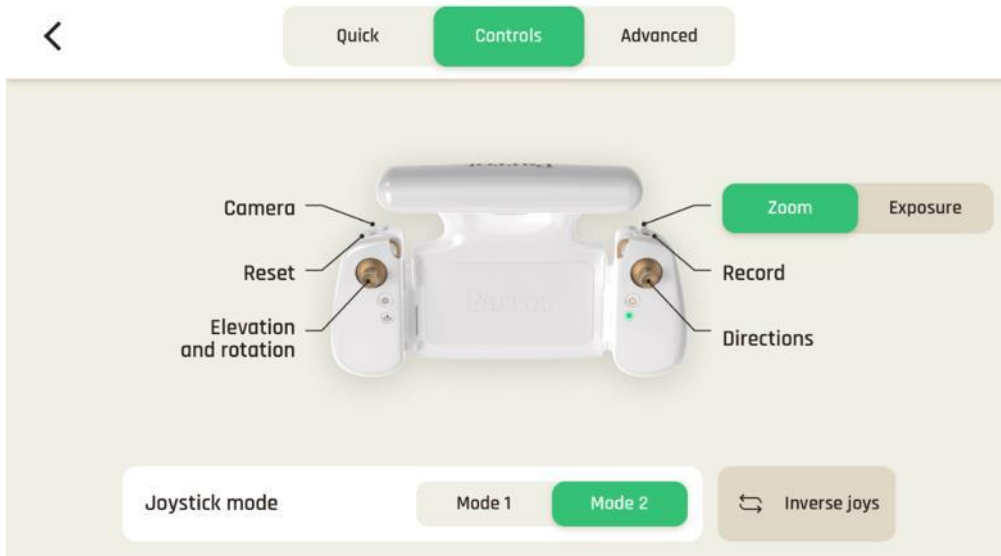 Quick
Controls
Advanced
Camera
Reset
Elevation
and rotation
Zoom
Exposure
Record
Directions
Parrot
Joystick mode
Mode 1
Mode 2
Inverse joys